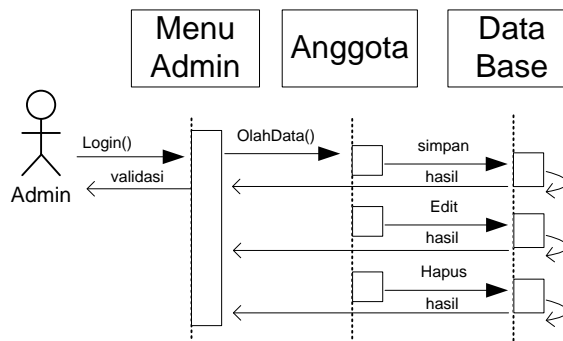 Menu
Admin
Anggota
Data
Base
Login()
OlahData()
simpan
validasi
hasil
Admin
Edit
hasil
Hapus
hasil